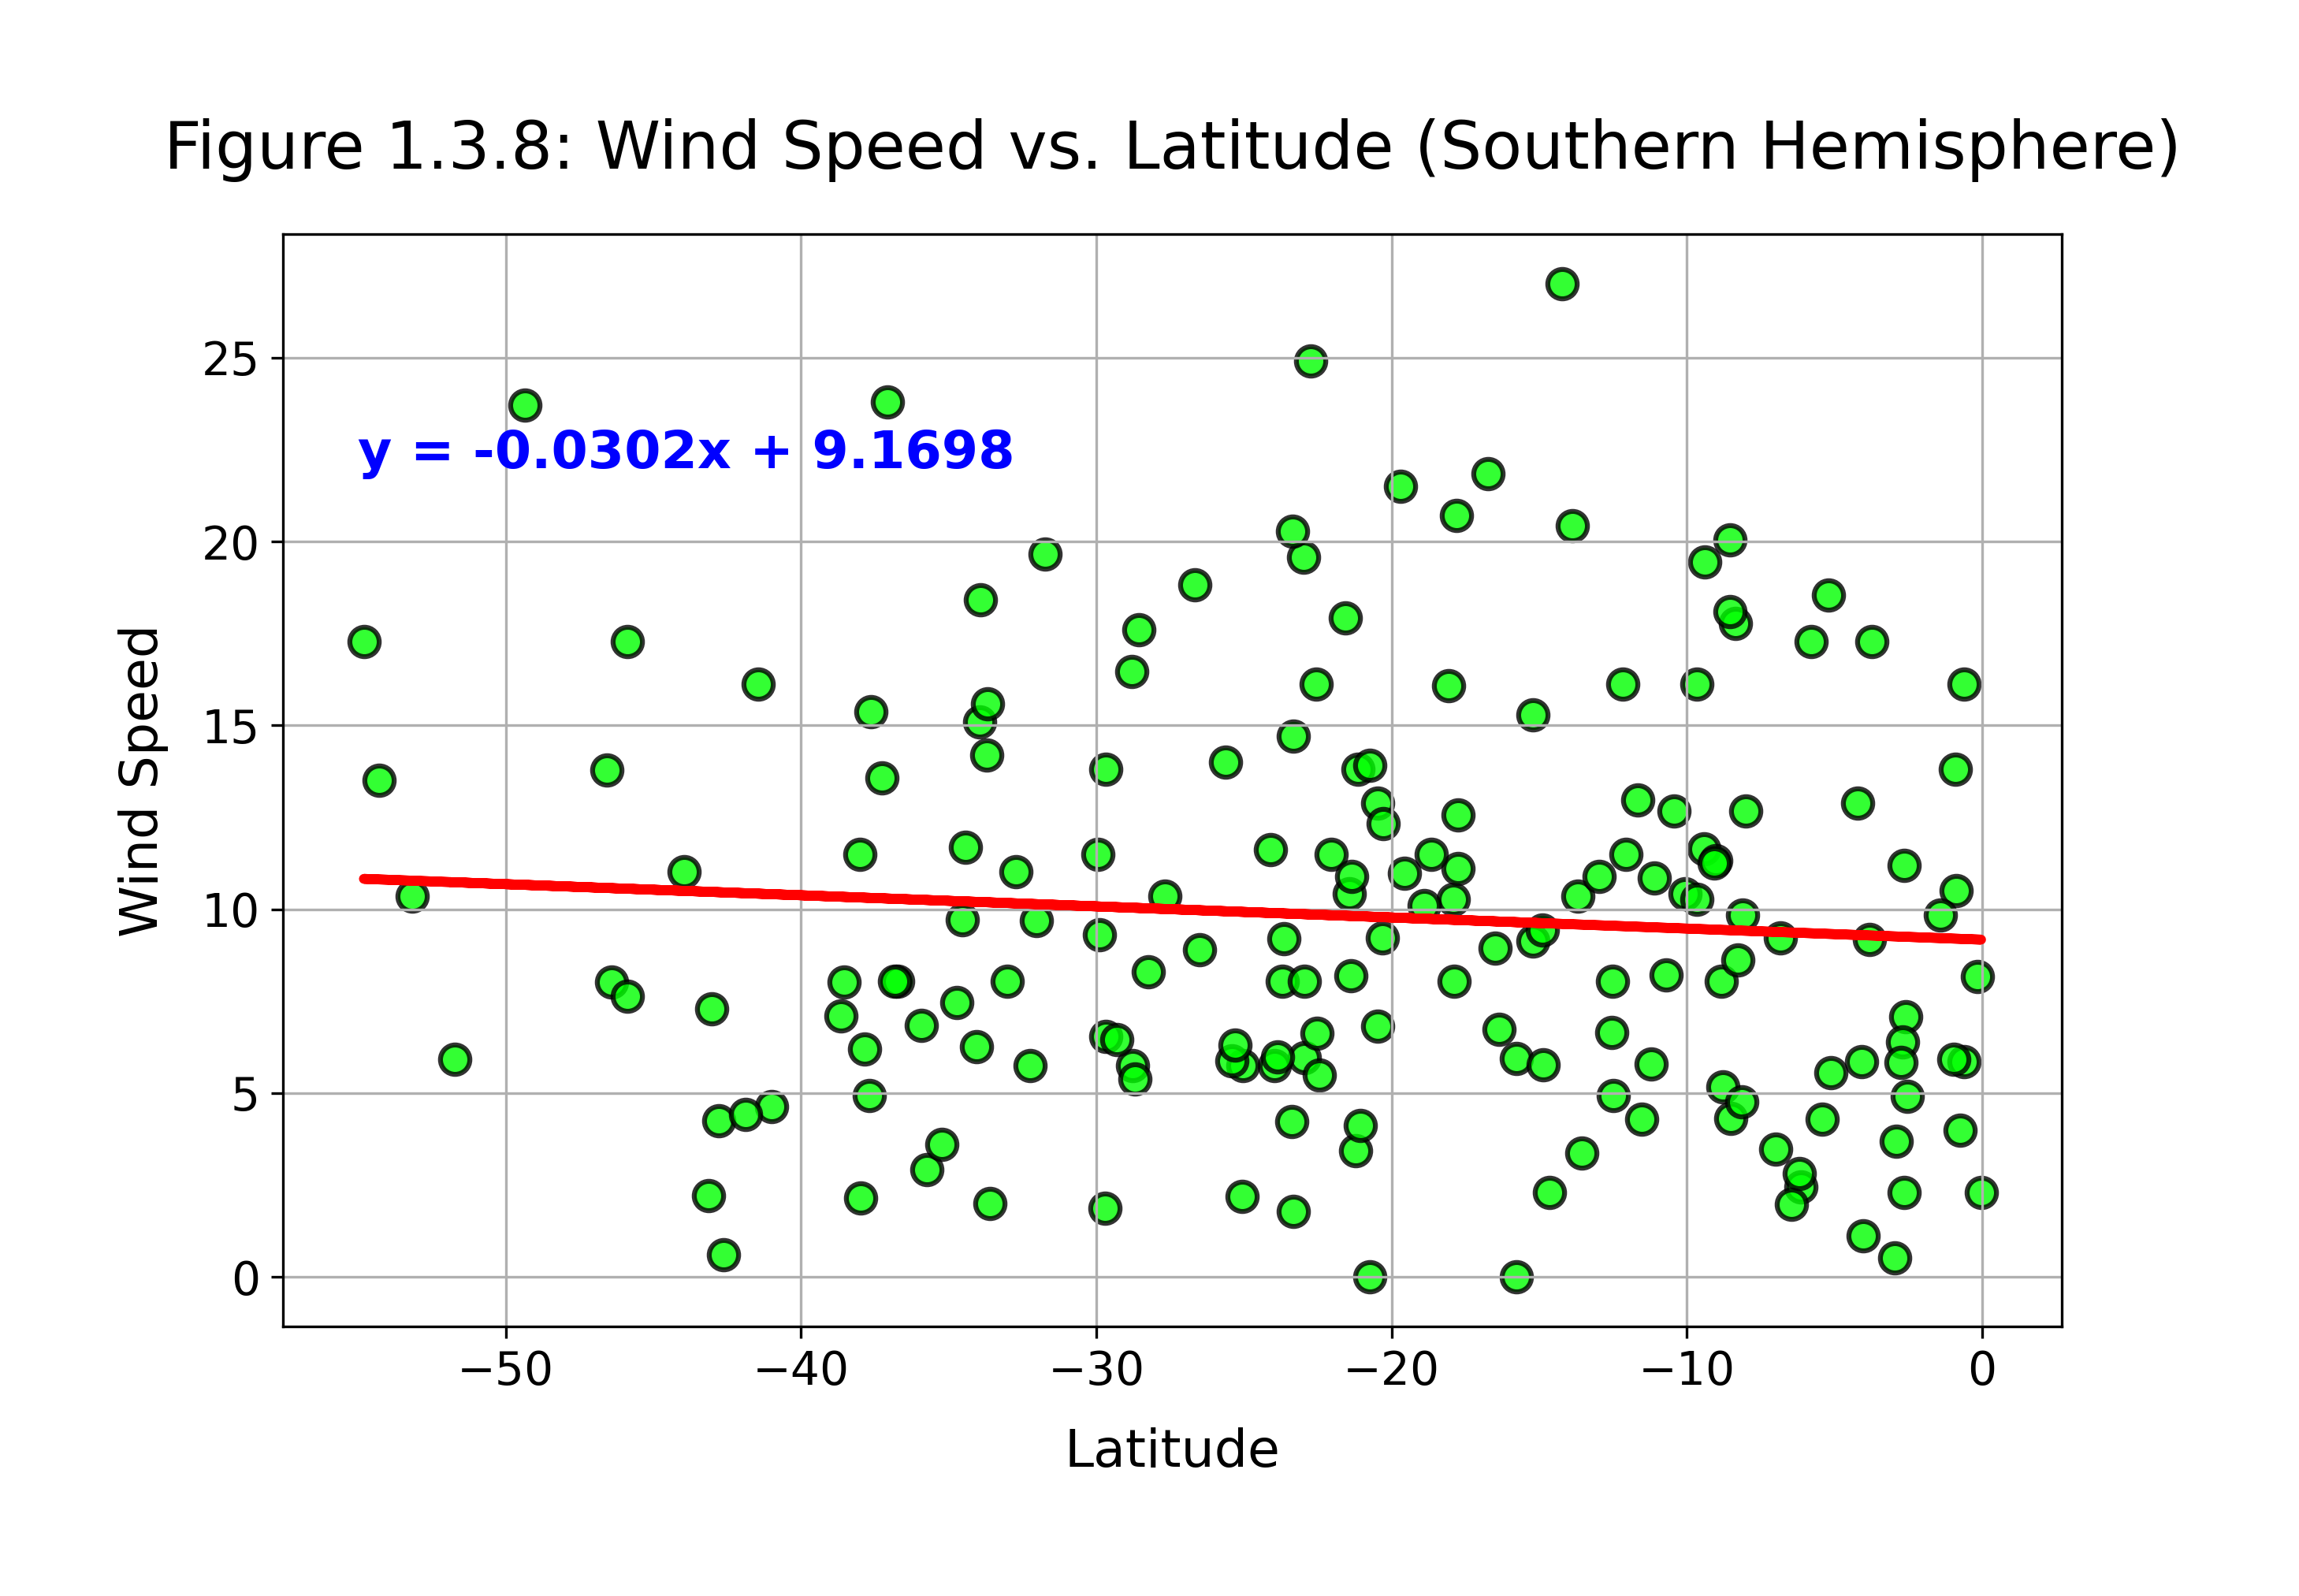 Figure 1.3.8: Wind Speed vs. Latitude (Southern Hemisphere)
25
y = -0.0302x + 9.1698
20
15
Wind Speed
10
5
0
−50 −40 −30 −20 −10 0
Latitude